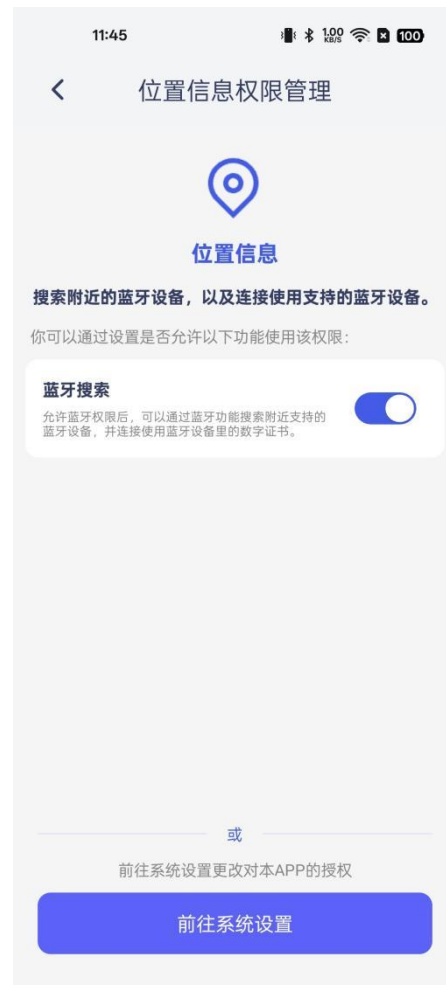 11:45
1.00 KB/S
100
位置信息权限管理
位置信息
搜索附近的蓝牙设备，以及连接使用支持的蓝牙设备。
你可以通过设置是否允许以下功能使用该权限：
蓝牙搜索
允许蓝牙权限后，可以通过蓝牙功能搜索附近支持的
蓝牙设备，并连接使用蓝牙设备里的数字证书。
或
前往系统设置更改对本APP的授权
前往系统设置